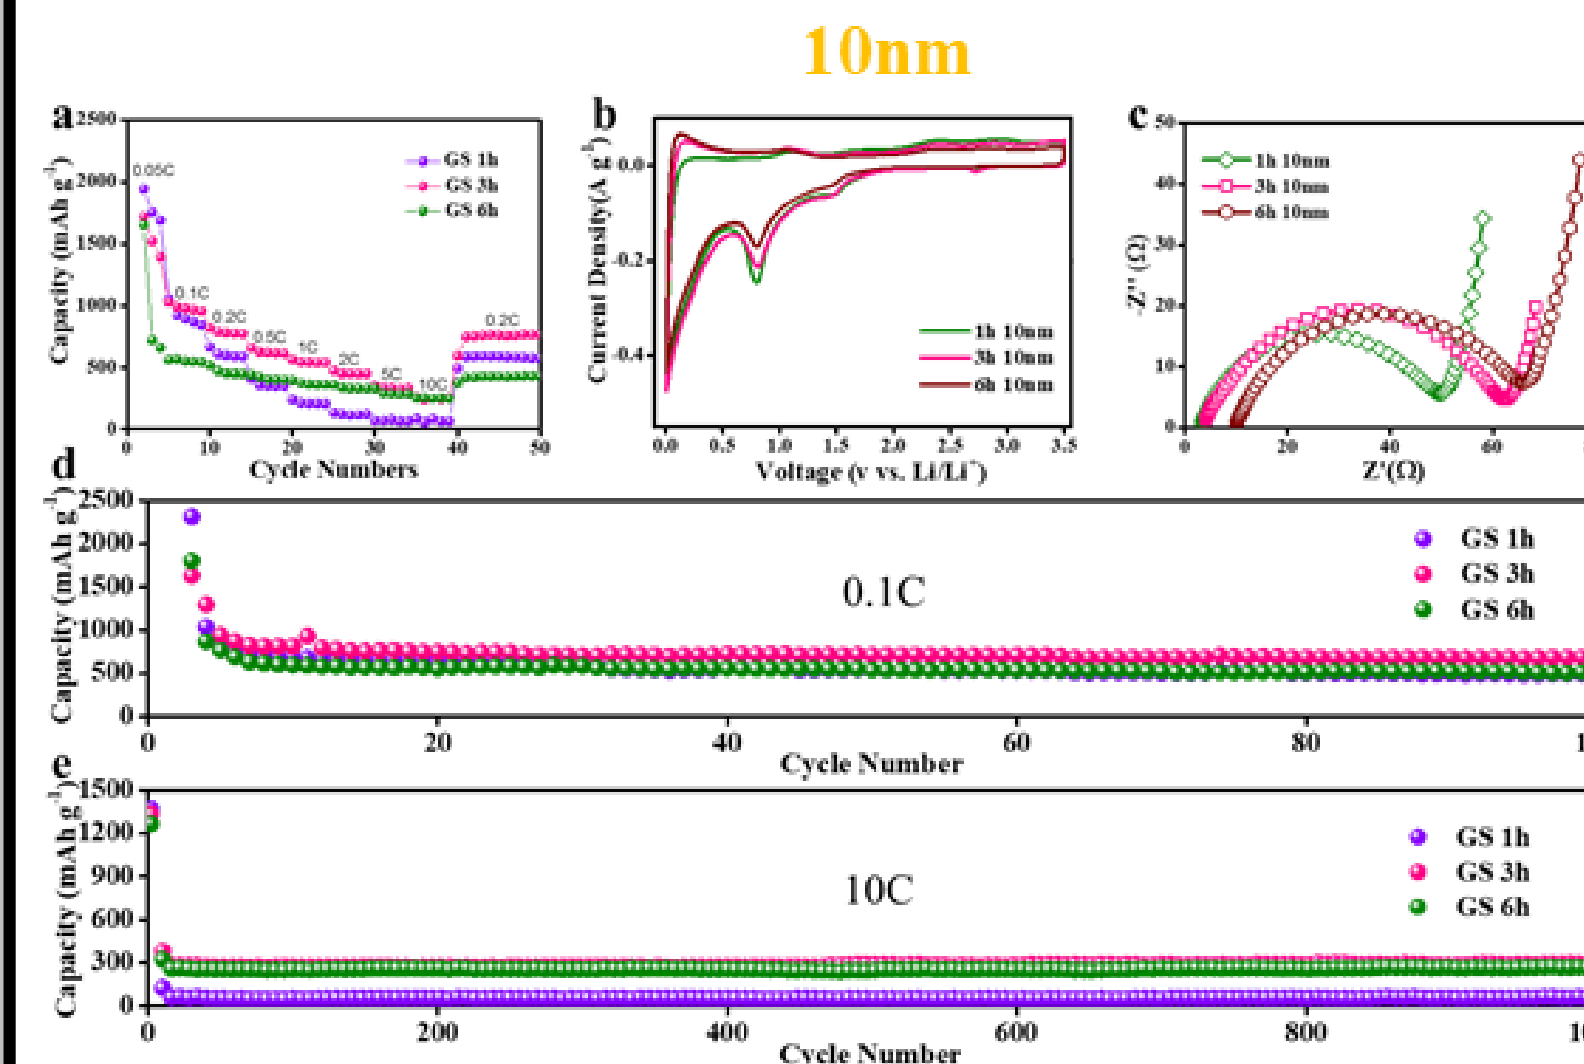 10nm
a
2500
2000
1500
1000
500
0
Capacity (mAh g⁻¹)
0.05C
0.1C
0.2C
0.5C
1C
2C
5C
10C
0.2C
GS 1h
GS 3h
GS 6h
0 10 20 30 40 50
Cycle Numbers
b
0.0
-0.2
-0.4
Current Density(A g⁻¹)
1h 10nm
3h 10nm
6h 10nm
0.0 0.5 1.0 1.5 2.0 2.5 3.0 3.5
Voltage (v vs. Li/Li⁺)
c
50
40
30
20
10
0
-Z'' (Ω)
1h 10nm
3h 10nm
6h 10nm
0 20 40 60
Z'(Ω)
d
2500
2000
1500
1000
500
0
Capacity (mAh g⁻¹)
0.1C
GS 1h
GS 3h
GS 6h
0 20 40 60 80
Cycle Number
e
1500
1200
900
600
300
0
Capacity (mAh g⁻¹)
10C
GS 1h
GS 3h
GS 6h
0 200 400 600 800
Cycle Number